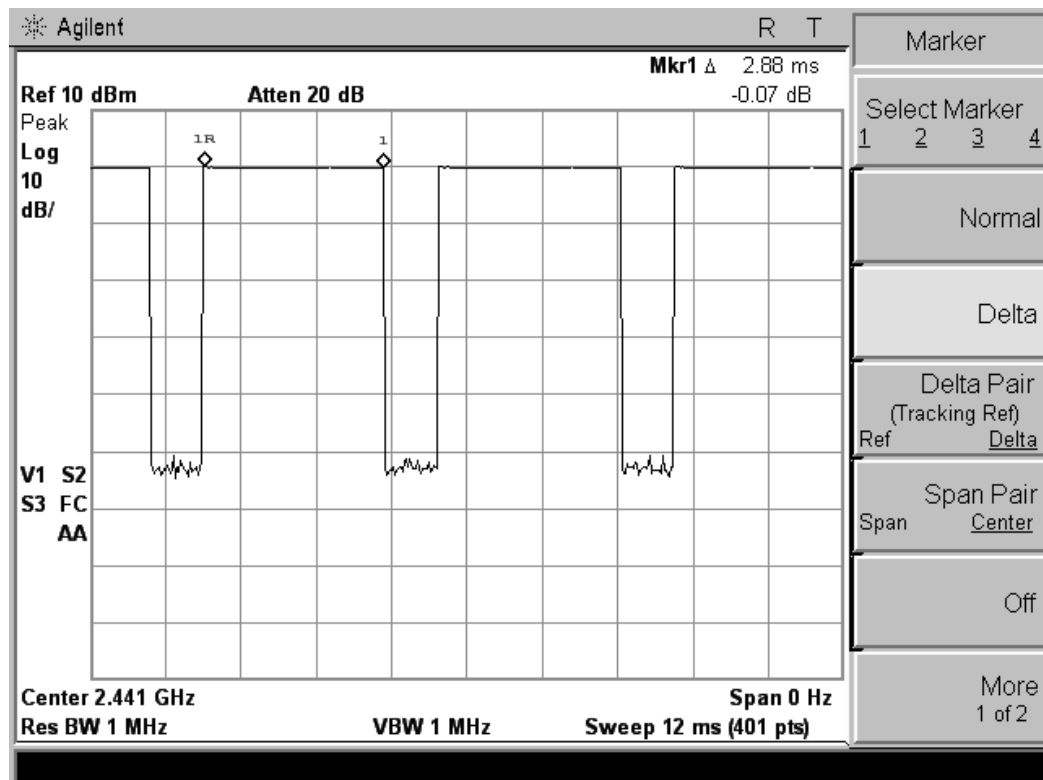 Agilent R T
Mkr1 Δ 2.88 ms
Ref 10 dBm Atten 20 dB -0.07 dB
Peak
Log
10
dB/
1R
1
V1 S2
S3 FC
AA
Center 2.441 GHz Span 0 Hz
Res BW 1 MHz VBW 1 MHz Sweep 12 ms (401 pts)
Marker
Select Marker
1 2 3 4
Normal
Delta
Delta Pair
(Tracking Ref)
Ref Delta
Span Pair
Span Center
Off
More
1 of 2